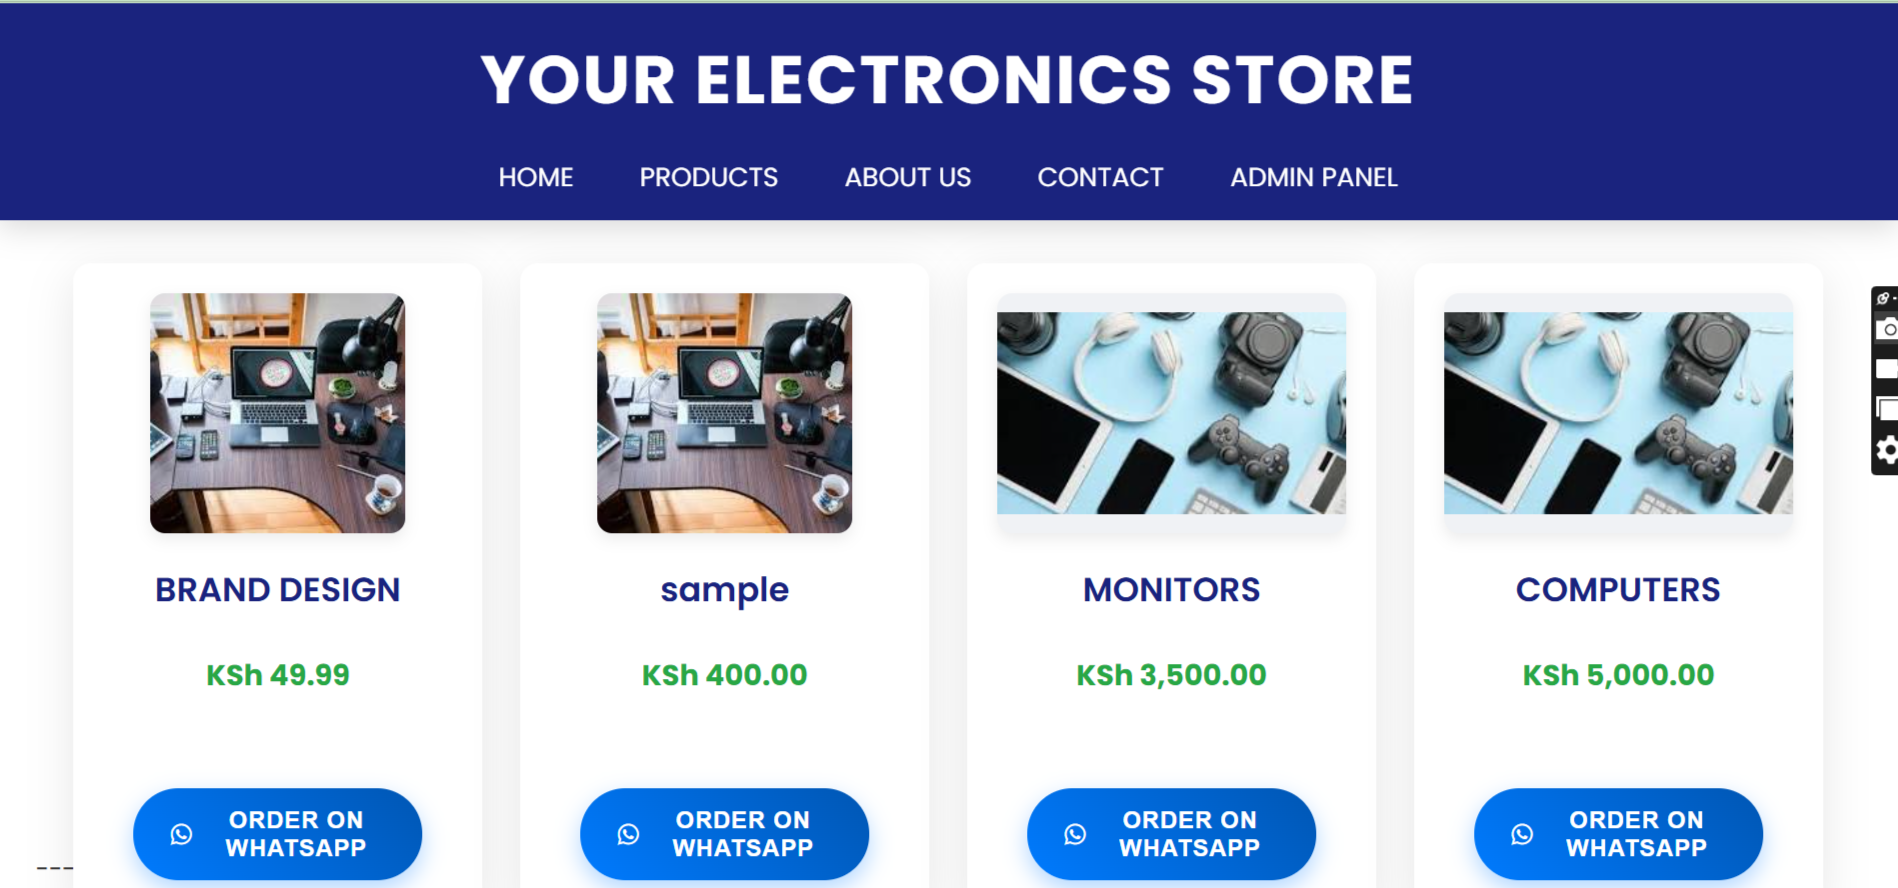 YOUR ELECTRONICS STORE
HOME PRODUCTS ABOUT US CONTACT ADMIN PANEL
BRAND DESIGN
sample
MONITORS
COMPUTERS
KSh 49.99
KSh 400.00
KSh 3,500.00
KSh 5,000.00
ORDER ON
WHATSAPP
ORDER ON
WHATSAPP
ORDER ON
WHATSAPP
ORDER ON
WHATSAPP
---